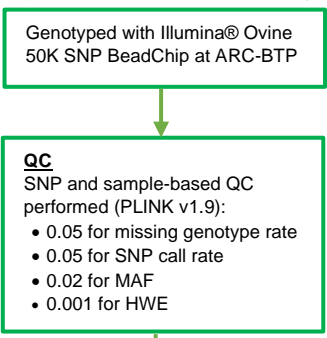 Genotyped with Illumina® Ovine
50K SNP BeadChip at ARC-BTP
QC
SNP and sample-based QC
performed (PLINK v1.9):
• 0.05 for missing genotype rate
• 0.05 for SNP call rate
• 0.02 for MAF
• 0.001 for HWE